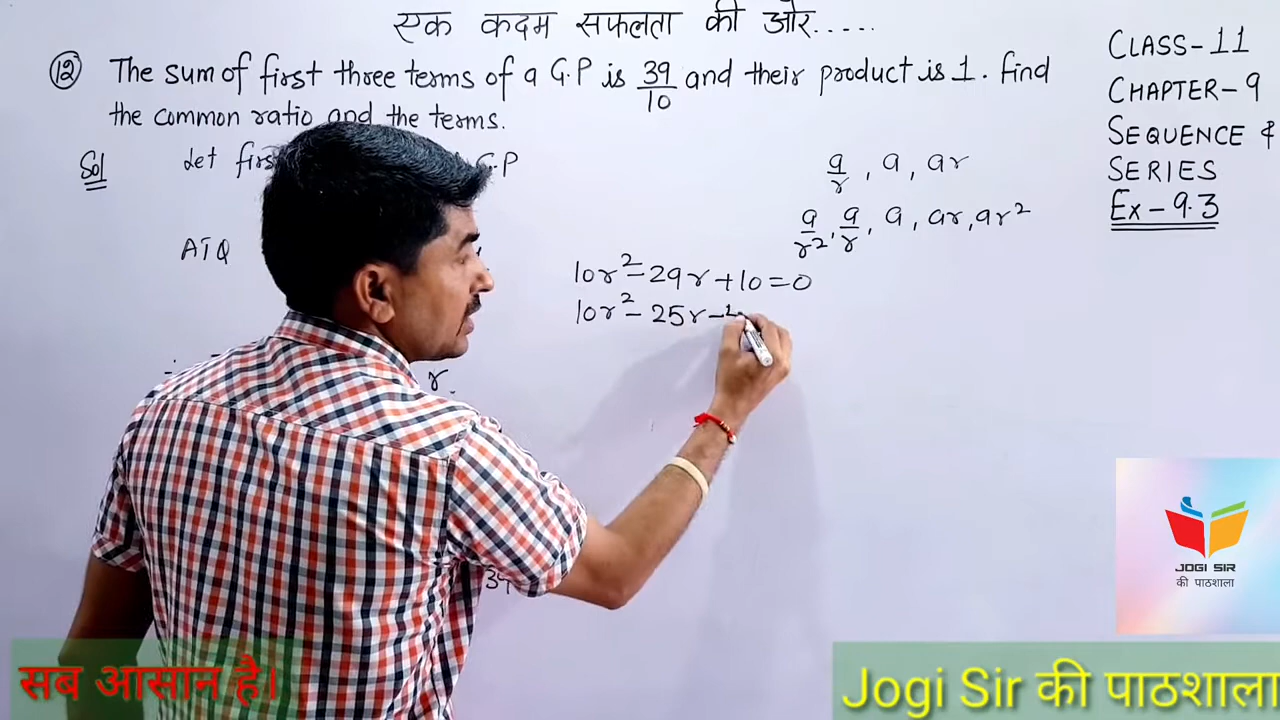 एक कदम सफलता की ओर.....
(12) The sum of first three terms of a G.P is 39/10 and their product is 1. Find
the common ratio and the terms.
Sol Let G.P
a/r, a, ar
a/r², a/r, a, ar, ar²
ATQ
10r² - 29r + 10 = 0
10r² - 25r -
r
39
CLASS-11
CHAPTER-9
SEQUENCE &
SERIES
Ex-9.3
JOGI SIR
की पाठशाला
सब आसान है।
Jogi Sir की पाठशाला